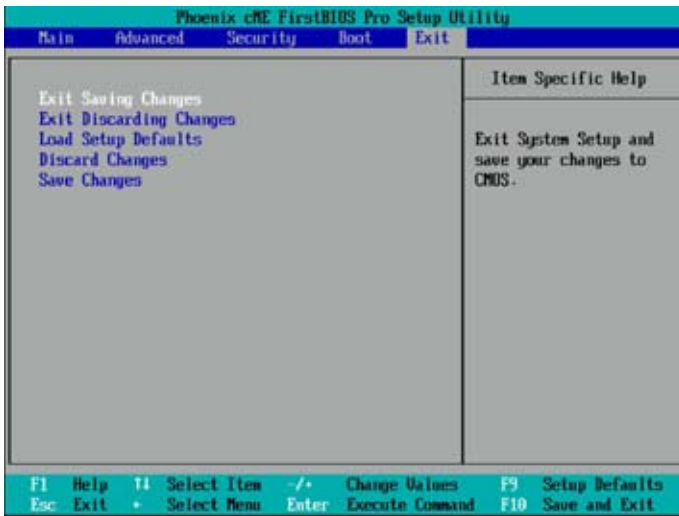 Phoenix cME FirstBIOS Pro Setup Utility
Main Advanced Security Boot Exit
Item Specific Help
Exit Saving Changes
Exit Discarding Changes
Load Setup Defaults
Discard Changes
Save Changes
Exit System Setup and
save your changes to
CMOS.
F1 Help ↑↓ Select Item -/+ Change Values F9 Setup Defaults
Esc Exit Select Menu Enter Execute Command F10 Save and Exit